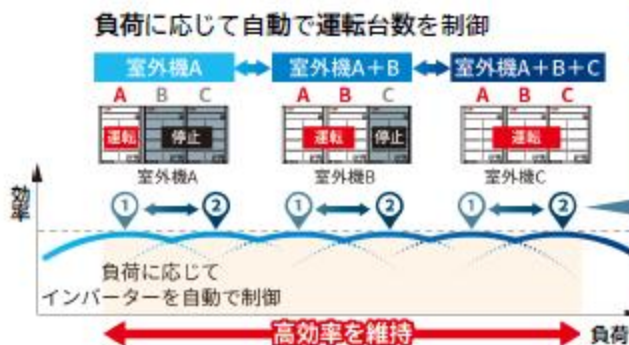 負荷に応じて自動で運転台数を制御
室外機A 室外機A+B 室外機A+B+C
A B C A B C A B C
運転 停止 運転 停止 運転
室外機A 室外機B 室外機C
効率
1 2 1 2 1 2
負荷に応じて
インバーターを自動で制御
高効率を維持 負荷